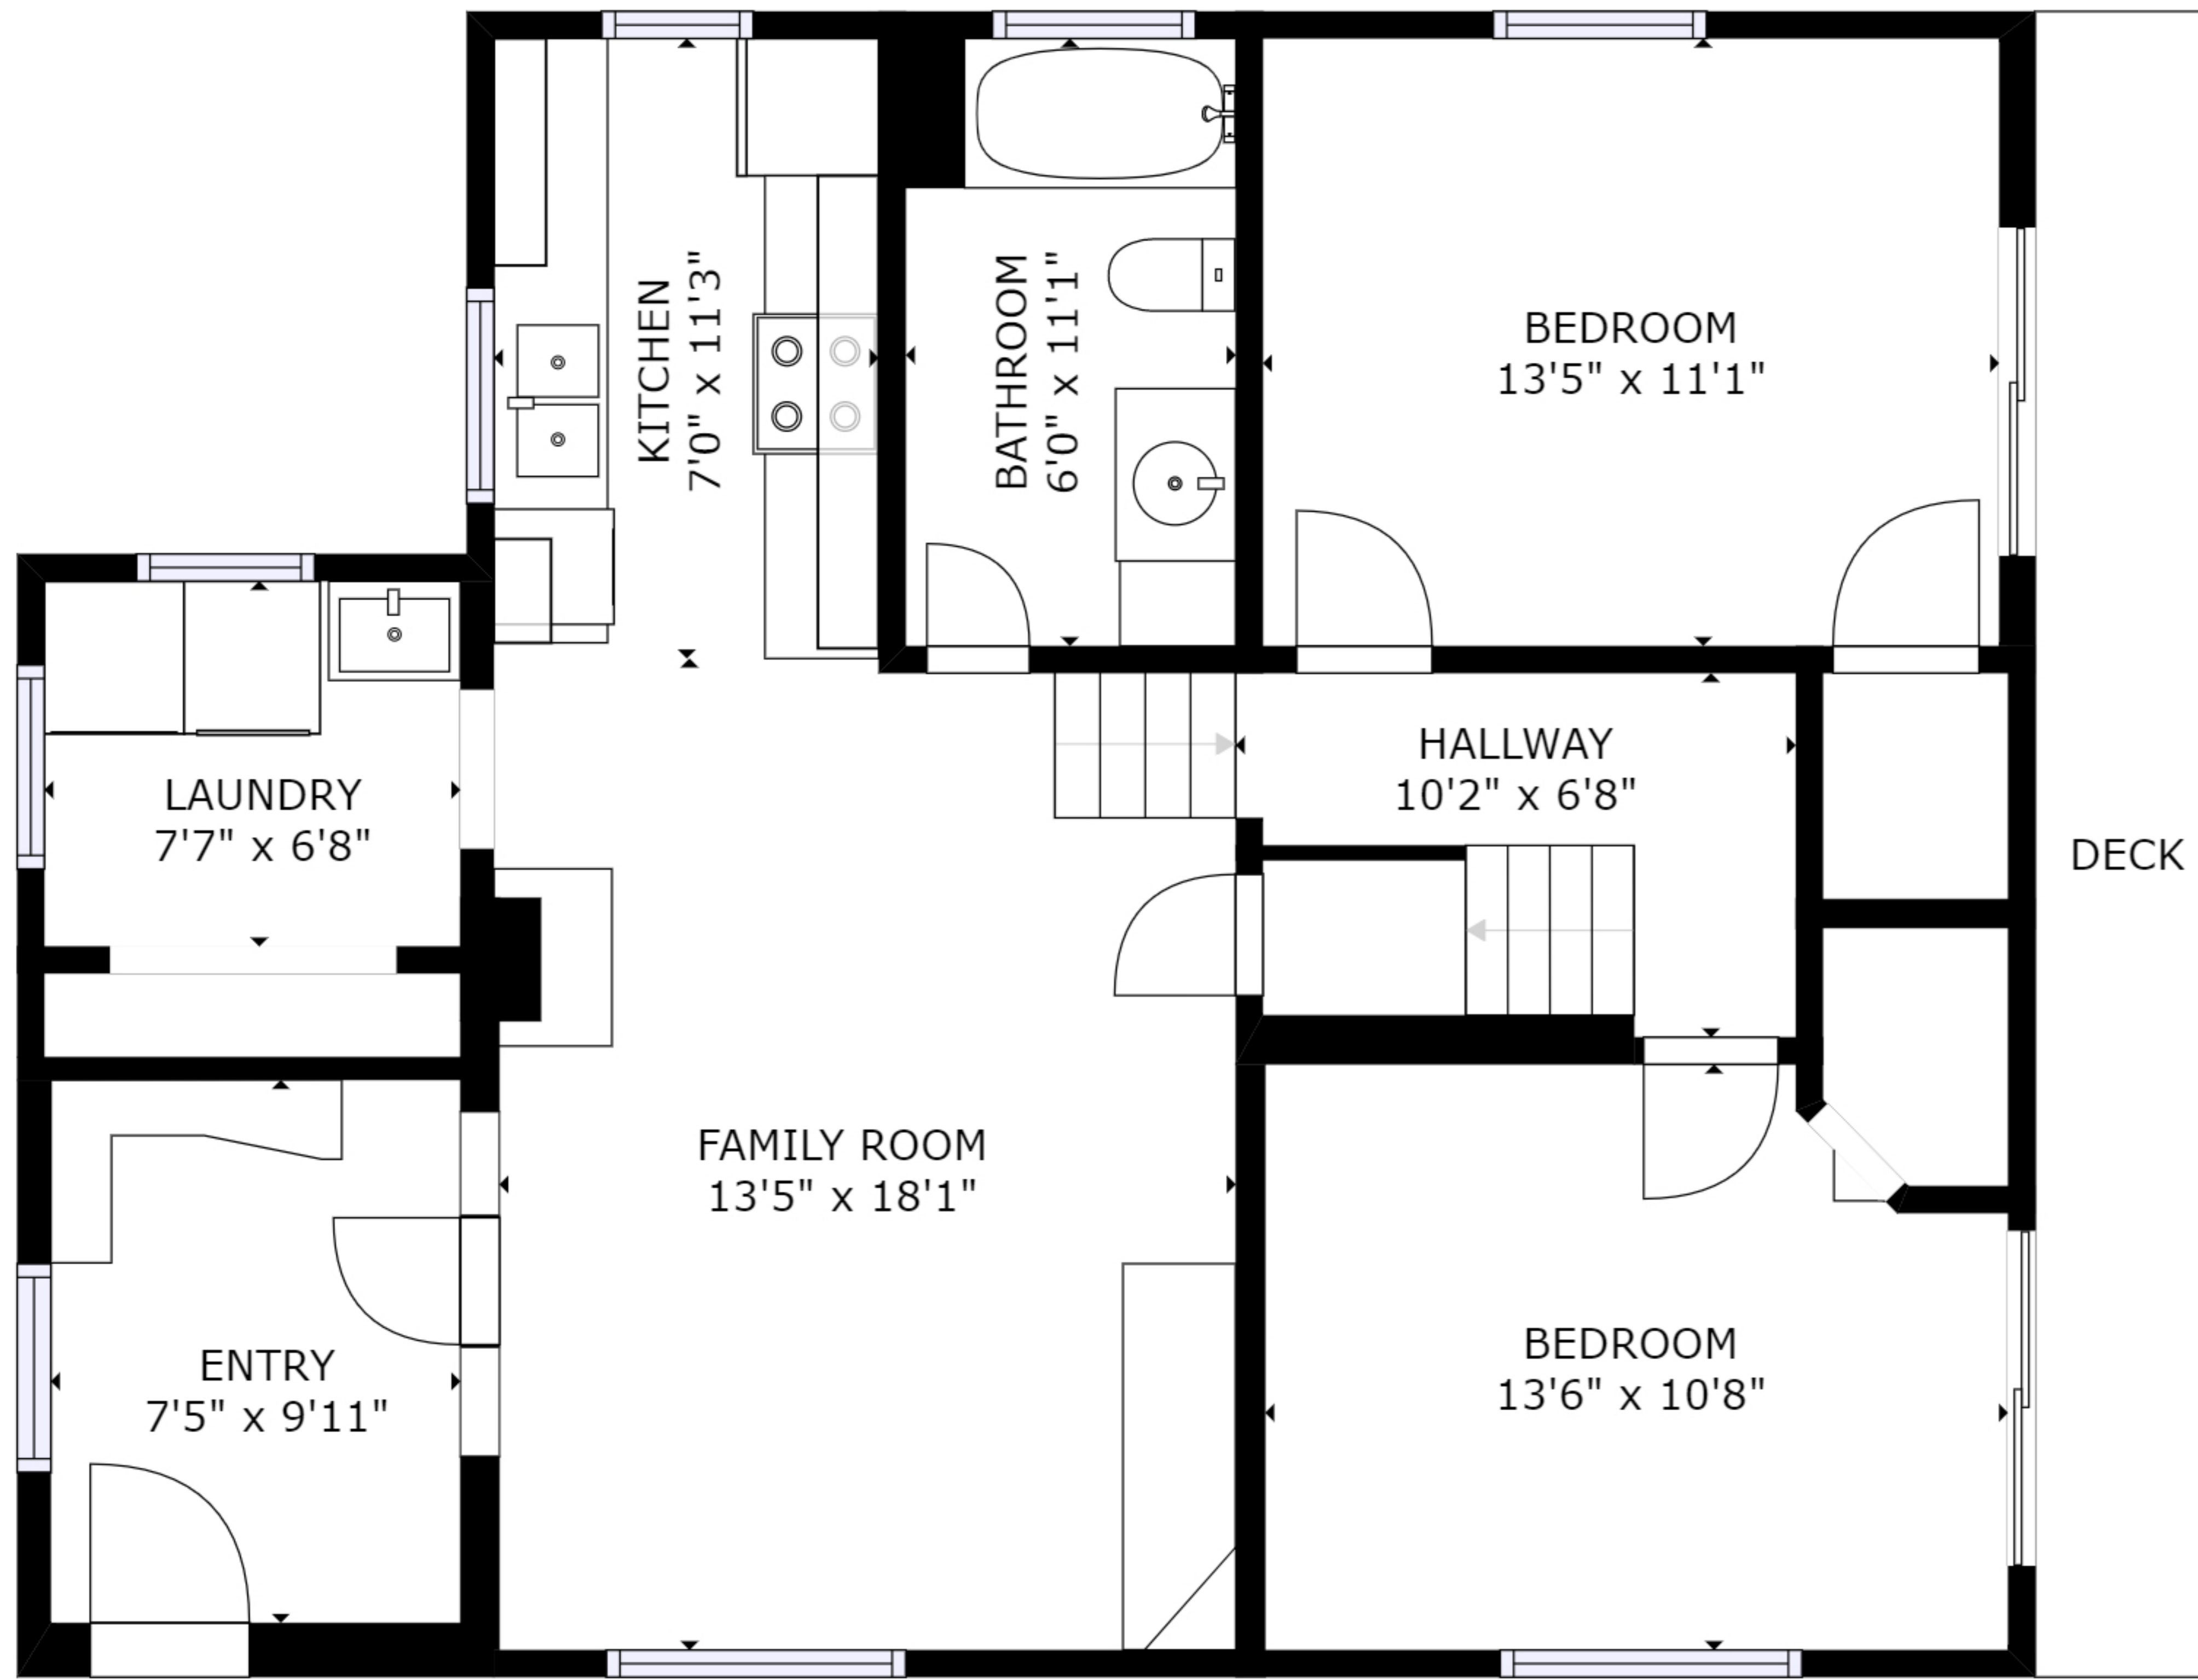 KITCHEN
7'0" x 11'3"
BATHROOM
6'0" x 11'1"
BEDROOM
13'5" x 11'1"
LAUNDRY
7'7" x 6'8"
HALLWAY
10'2" x 6'8"
DECK
FAMILY ROOM
13'5" x 18'1"
ENTRY
7'5" x 9'11"
BEDROOM
13'6" x 10'8"